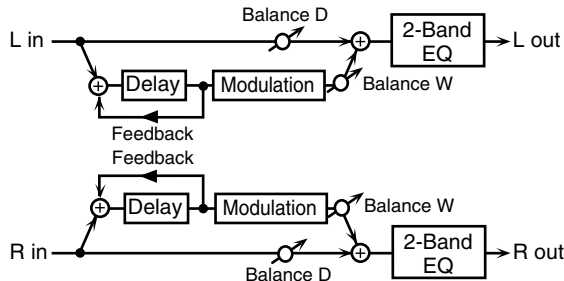 Balance D
L in
2-Band
EQ
L out
Delay
Modulation
Balance W
Feedback
Feedback
Delay
Modulation
Balance W
R in
2-Band
EQ
R out
Balance D